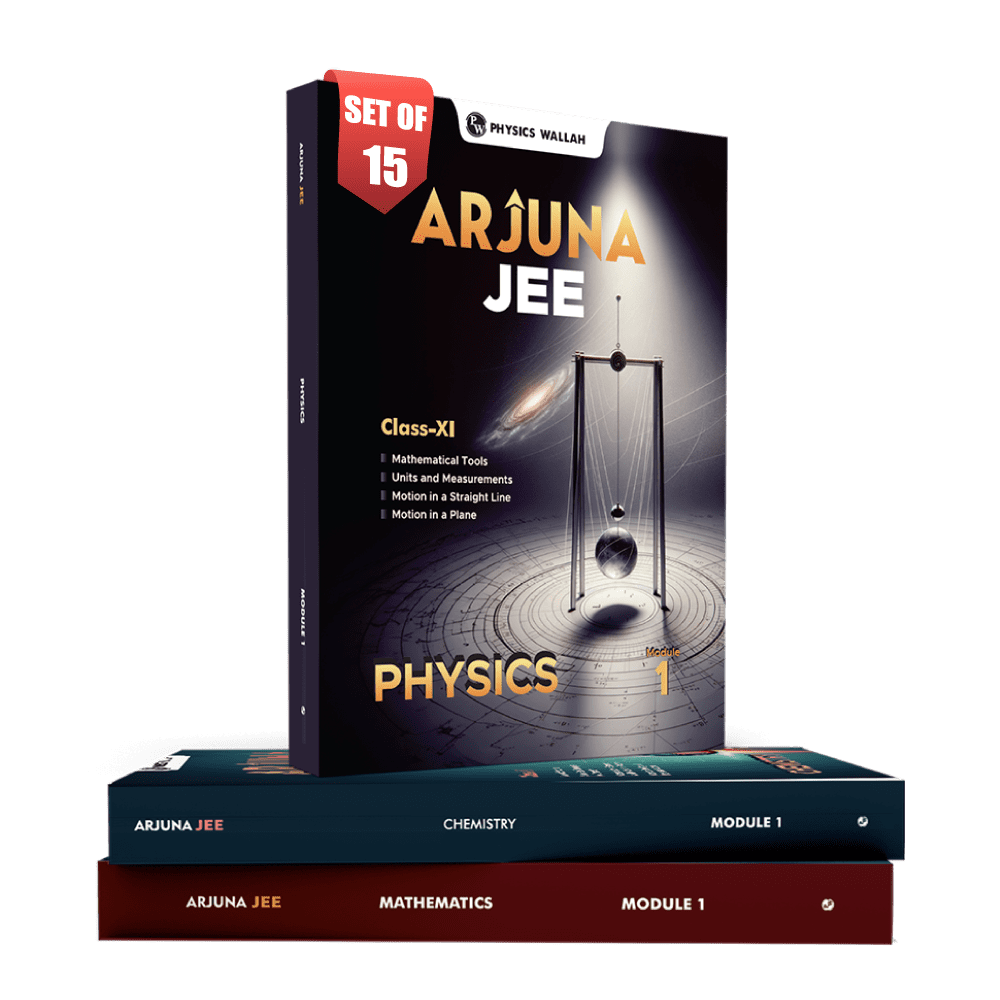 SET OF
15
PW
PHYSICS WALLAH
ARJUNA
JEE
Class-XI
Mathematical Tools
Units and Measurements
Motion in a Straight Line
Motion in a Plane
PHYSICS
Module
1
ARJUNA JEE
PHYSICS
MODULE 1
ARJUNA JEE
CHEMISTRY
MODULE 1
ARJUNA JEE
MATHEMATICS
MODULE 1